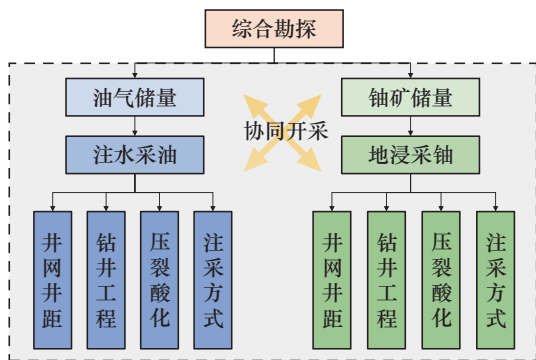 综合勘探
油气储量
铀矿储量
协同开采
注水采油
地浸采铀
井网井距
钻井工程
压裂酸化
注采方式
井网井距
钻井工程
压裂酸化
注采方式